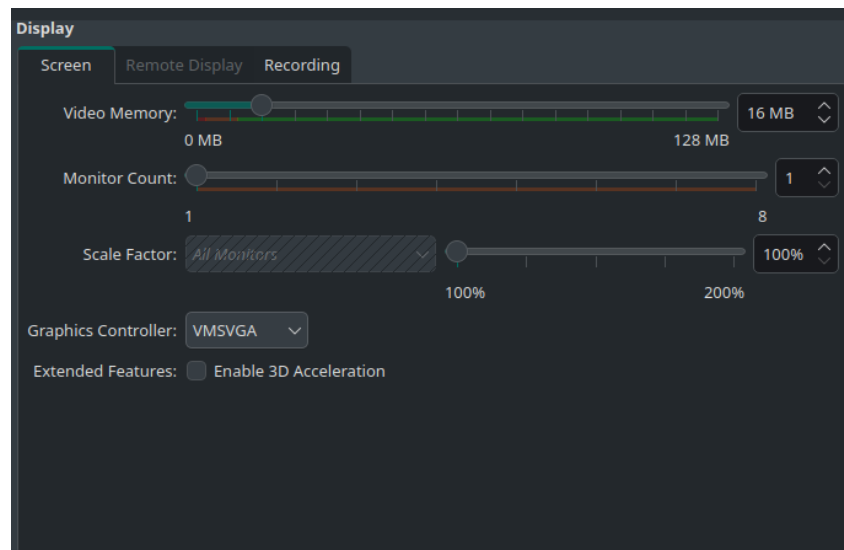 Display
Screen Remote Display Recording
Video Memory: 16 MB
0 MB 128 MB
Monitor Count: 1
1 8
Scale Factor: All Monitors 100%
100% 200%
Graphics Controller: VMSVGA
Extended Features: Enable 3D Acceleration